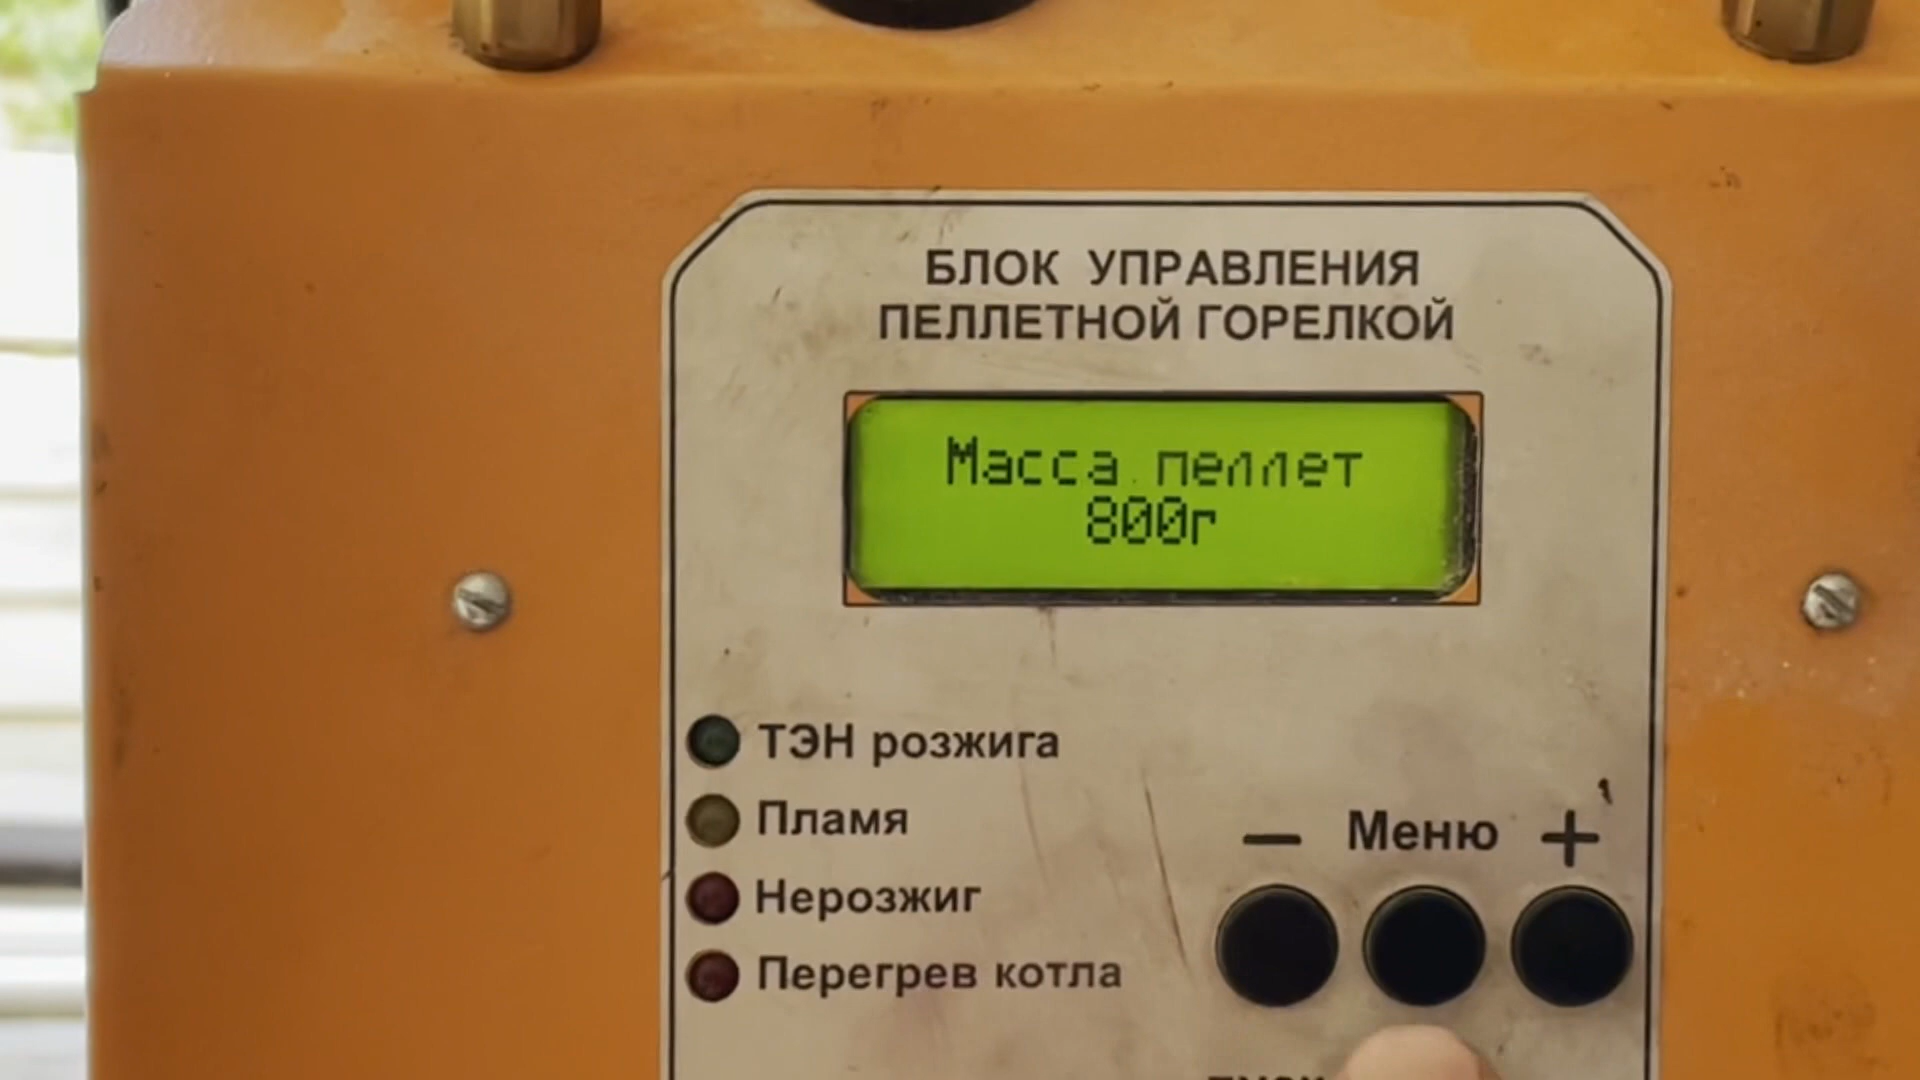 БЛОК УПРАВЛЕНИЯ
ПЕЛЛЕТНОЙ ГОРЕЛКОЙ
Масса пеллет
800г
ТЭН розжига
Пламя
Нерозжиг
Перегрев котла
– Меню +